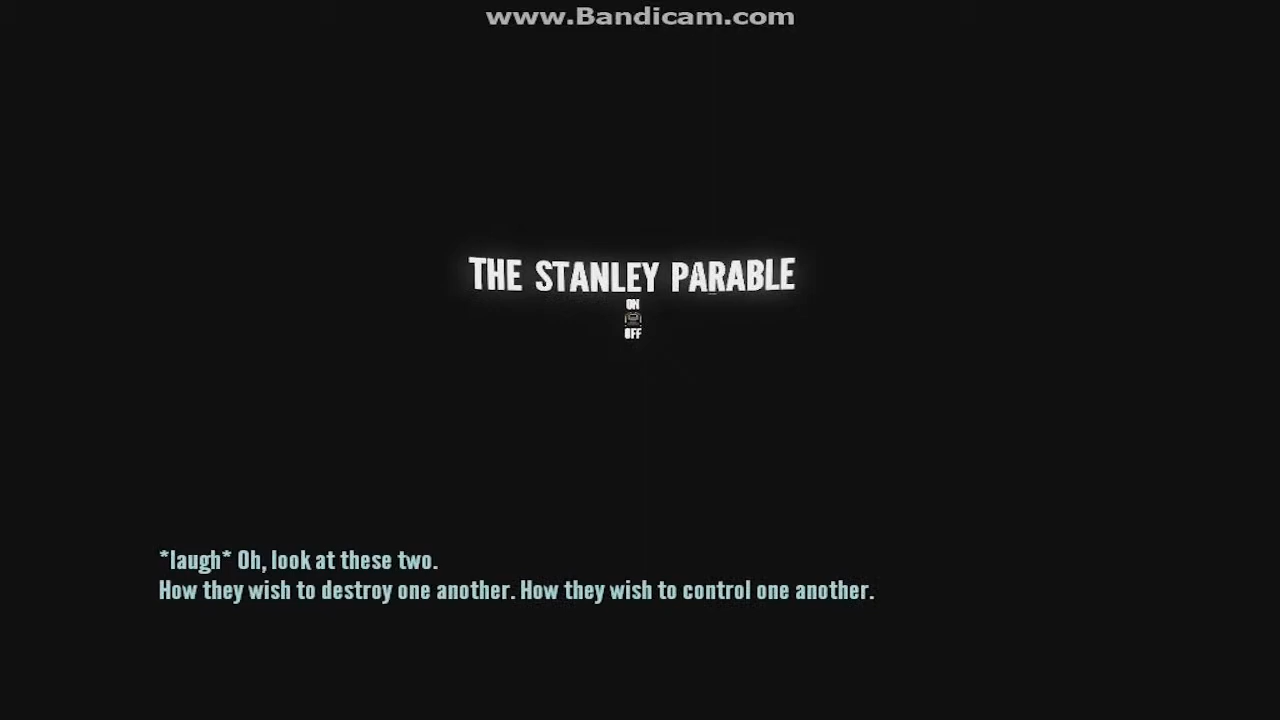 www.Bandicam.com
THE STANLEY PARABLE
ON
OFF
*laugh* Oh, look at these two.
How they wish to destroy one another. How they wish to control one another.